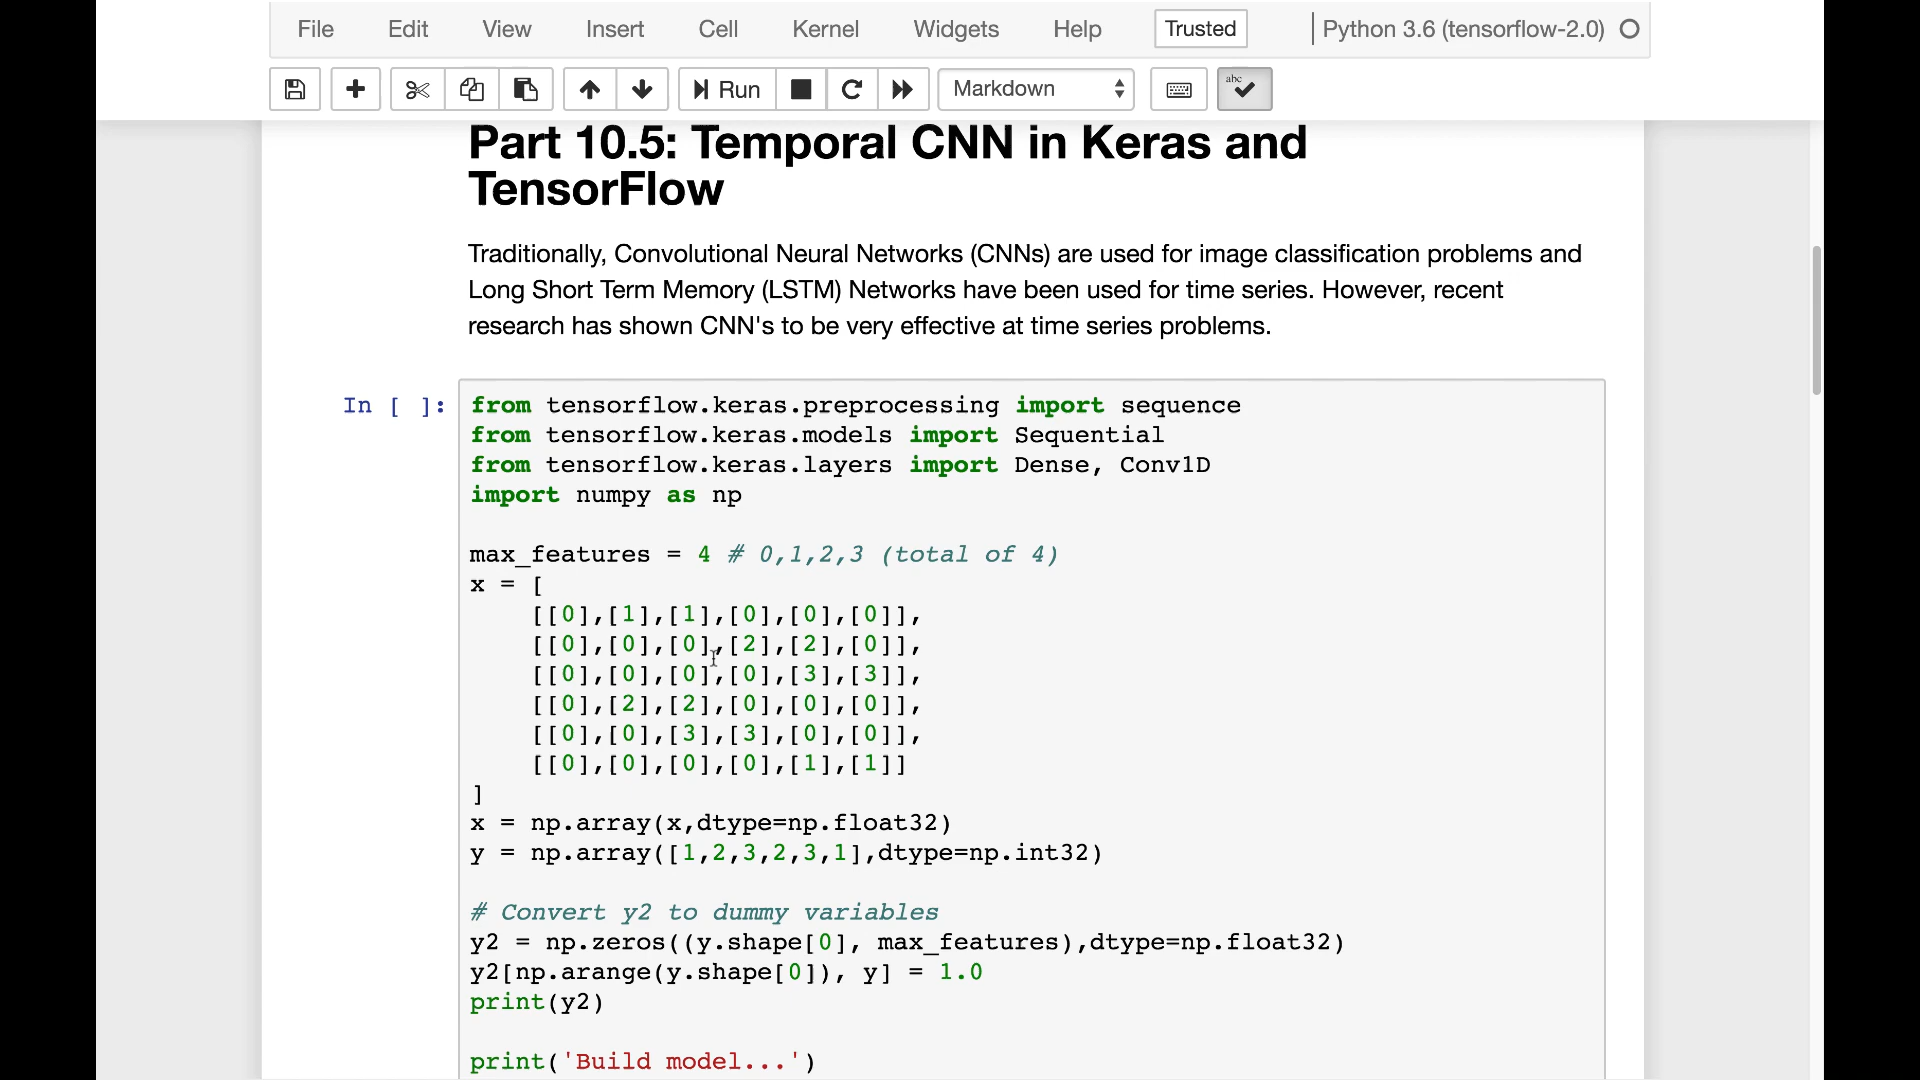 File Edit View Insert Cell Kernel Widgets Help Trusted Python 3.6 (tensorflow-2.0)
Run Markdown abc
Part 10.5: Temporal CNN in Keras and
TensorFlow
Traditionally, Convolutional Neural Networks (CNNs) are used for image classification problems and
Long Short Term Memory (LSTM) Networks have been used for time series. However, recent
research has shown CNN's to be very effective at time series problems.
In [ ]: from tensorflow.keras.preprocessing import sequence
from tensorflow.keras.models import Sequential
from tensorflow.keras.layers import Dense, Conv1D
import numpy as np
max_features = 4 # 0,1,2,3 (total of 4)
x = [
[[0],[1],[1],[0],[0],[0]],
[[0],[0],[0],[2],[2],[0]],
[[0],[0],[0],[0],[3],[3]],
[[0],[2],[2],[0],[0],[0]],
[[0],[0],[3],[3],[0],[0]],
[[0],[0],[0],[0],[1],[1]]
]
x = np.array(x,dtype=np.float32)
y = np.array([1,2,3,2,3,1],dtype=np.int32)
# Convert y2 to dummy variables
y2 = np.zeros((y.shape[0], max_features),dtype=np.float32)
y2[np.arange(y.shape[0]), y] = 1.0
print(y2)
print('Build model...')